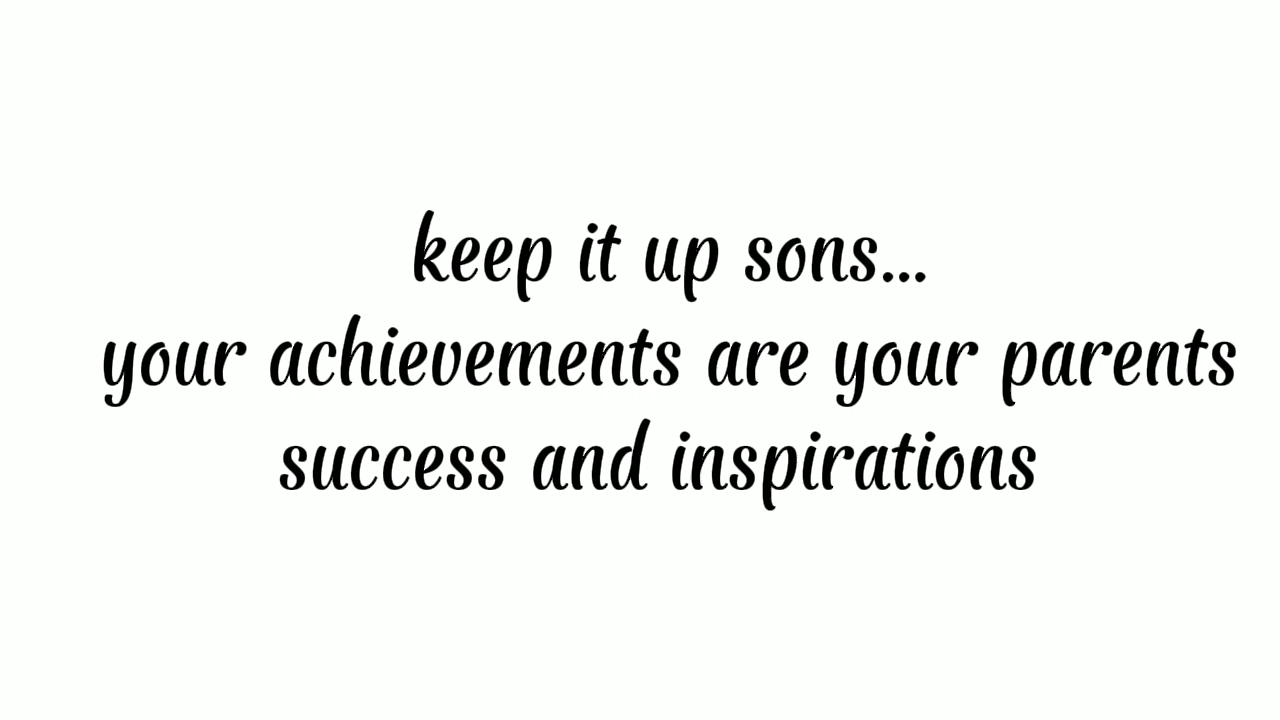 keep it up sons...
your achievements are your parents
success and inspirations